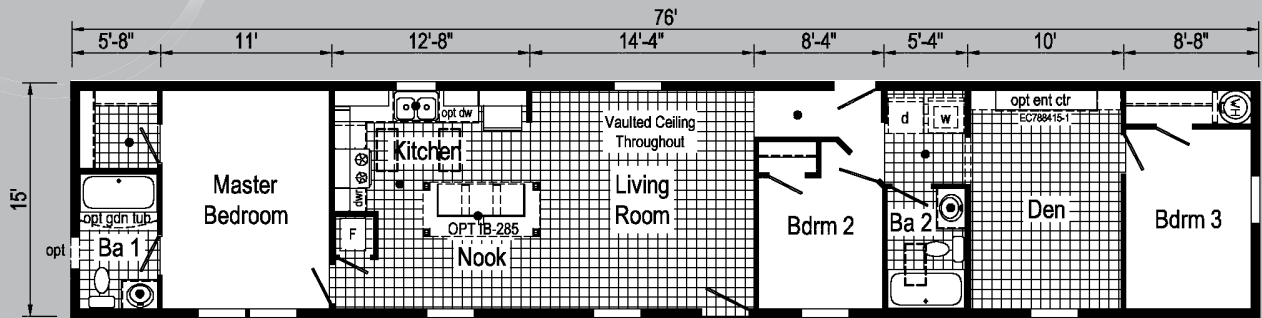 76'
5'-8"
11'
12'-8"
14'-4"
8'-4"
5'-4"
10'
8'-8"
15'
opt dw
d
w
opt ent ctr
EC788415-1
WH
Vaulted Ceiling
Throughout
Kitchen
Master
Bedroom
Living
Room
dwr
opt gdn tub
OPT IB-285
Bdrm 2
Ba 2
Den
Bdrm 3
F
opt
Ba 1
Nook